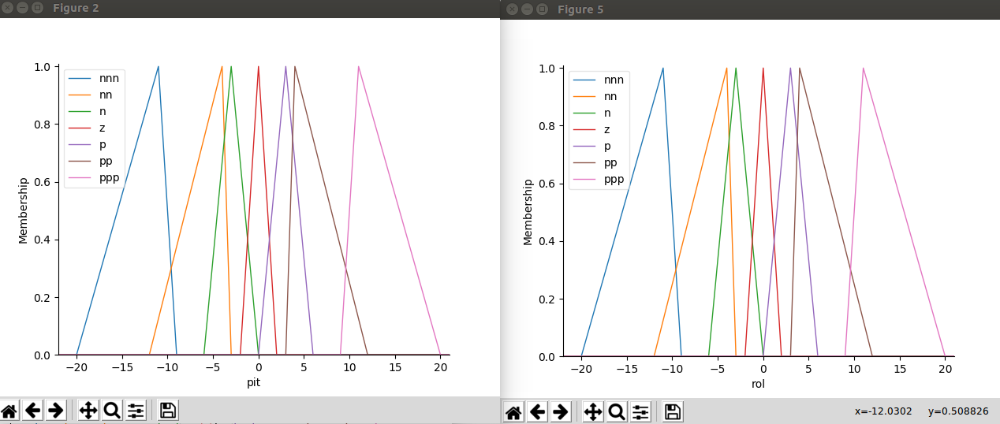 Figure 2
1.0
0.8
0.6
0.4
0.2
0.0
Membership
nnn
nn
n
z
p
pp
ppp
−20 −15 −10 −5 0 5 10 15 20
pit
Figure 5
1.0
0.8
0.6
0.4
0.2
0.0
Membership
nnn
nn
n
z
p
pp
ppp
−20 −15 −10 −5 0 5 10 15 20
rol
x=-12.0302 y=0.508826